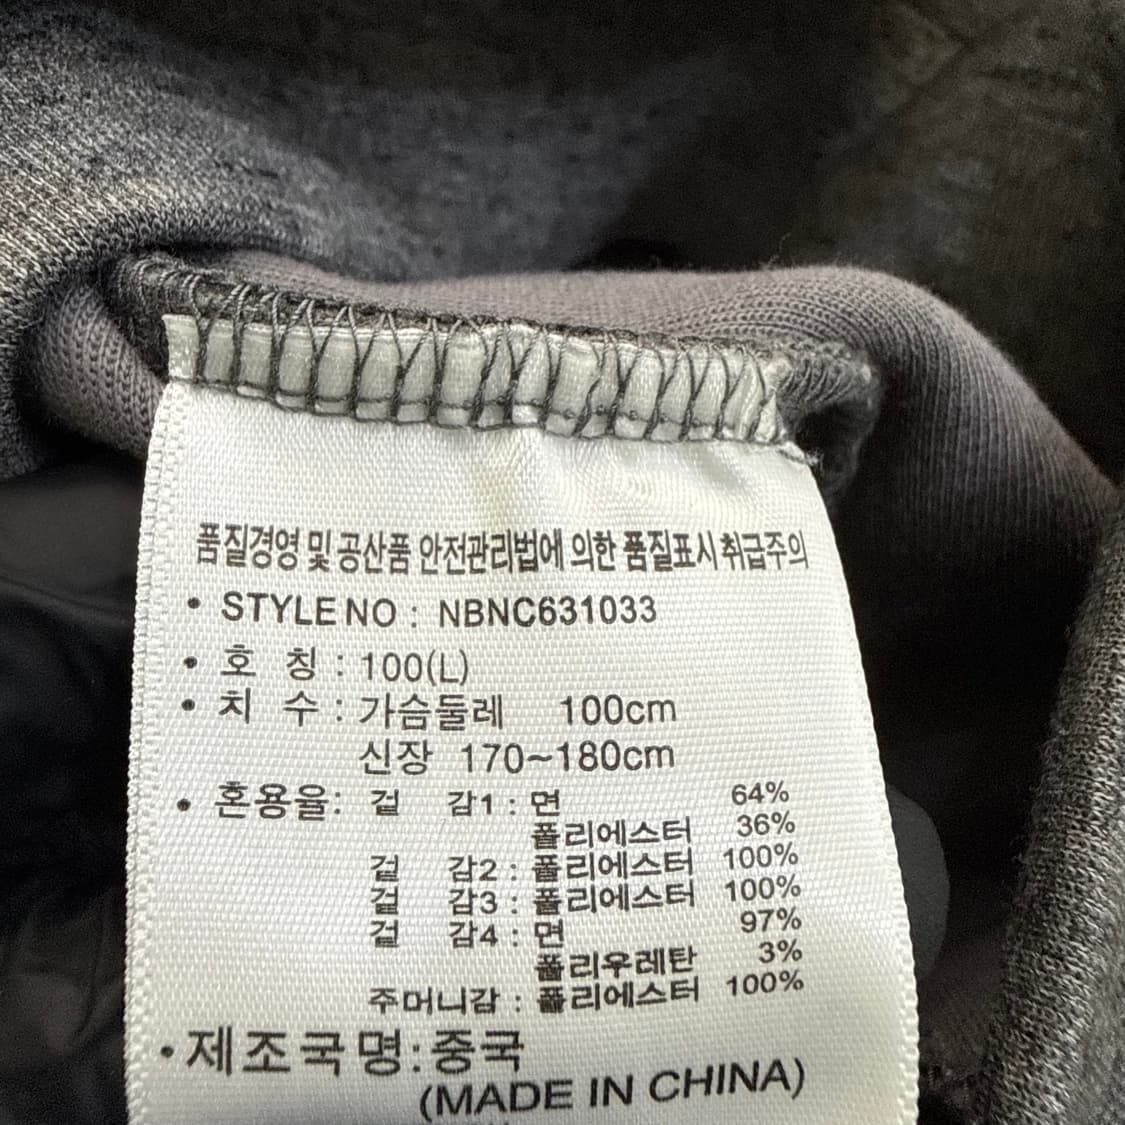 품질경영 및 공산품 안전관리법에 의한 품질표시 취급주의
• STYLE NO : NBNC631033
• 호 칭 : 100(L)
• 치 수 : 가슴둘레 100cm
신장 170~180cm
• 혼용율: 겉 감1 : 면 64%
폴리에스터 36%
겉 감2 : 폴리에스터 100%
겉 감3 : 폴리에스터 100%
겉 감4 : 면 97%
폴리우레탄 3%
주머니감 : 폴리에스터 100%
• 제조국명:중국
(MADE IN CHINA)